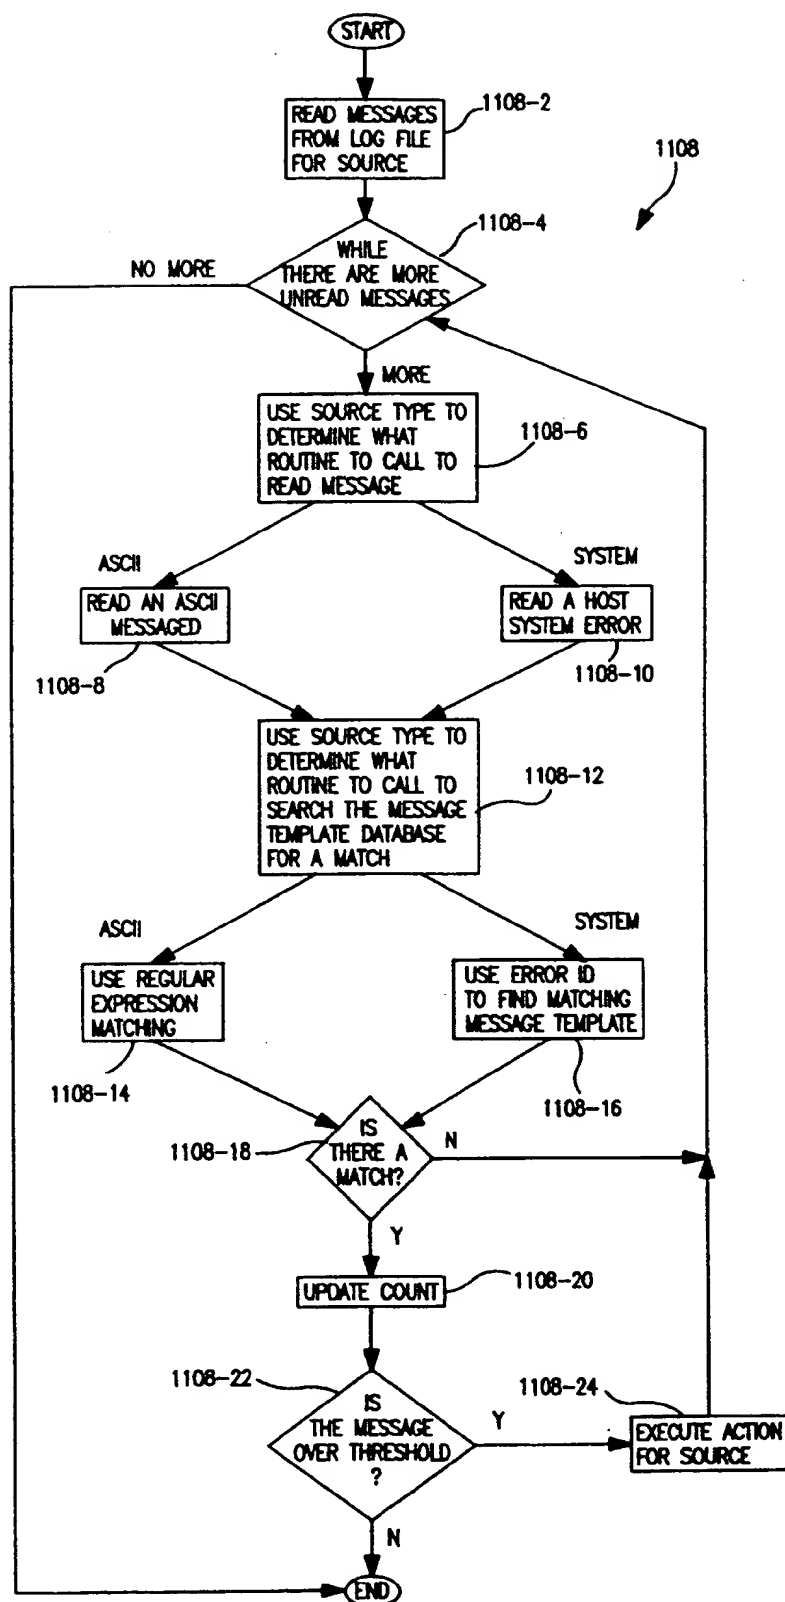 START
READ MESSAGES
FROM LOG FILE
FOR SOURCE
1108-2
1108
WHILE
THERE ARE MORE
UNREAD MESSAGES
1108-4
NO MORE
MORE
USE SOURCE TYPE TO
DETERMINE WHAT
ROUTINE TO CALL TO
READ MESSAGE
1108-6
ASCII
SYSTEM
READ AN ASCII
MESSAGED
1108-8
READ A HOST
SYSTEM ERROR
1108-10
USE SOURCE TYPE TO
DETERMINE WHAT
ROUTINE TO CALL TO
SEARCH THE MESSAGE
TEMPLATE DATABASE
FOR A MATCH
1108-12
ASCII
SYSTEM
USE REGULAR
EXPRESSION
MATCHING
1108-14
USE ERROR ID
TO FIND MATCHING
MESSAGE TEMPLATE
1108-16
1108-18
IS
THERE A
MATCH?
N
Y
UPDATE COUNT
1108-20
1108-22
IS
THE MESSAGE
OVER THRESHOLD
?
Y
1108-24
EXECUTE ACTION
FOR SOURCE
N
END